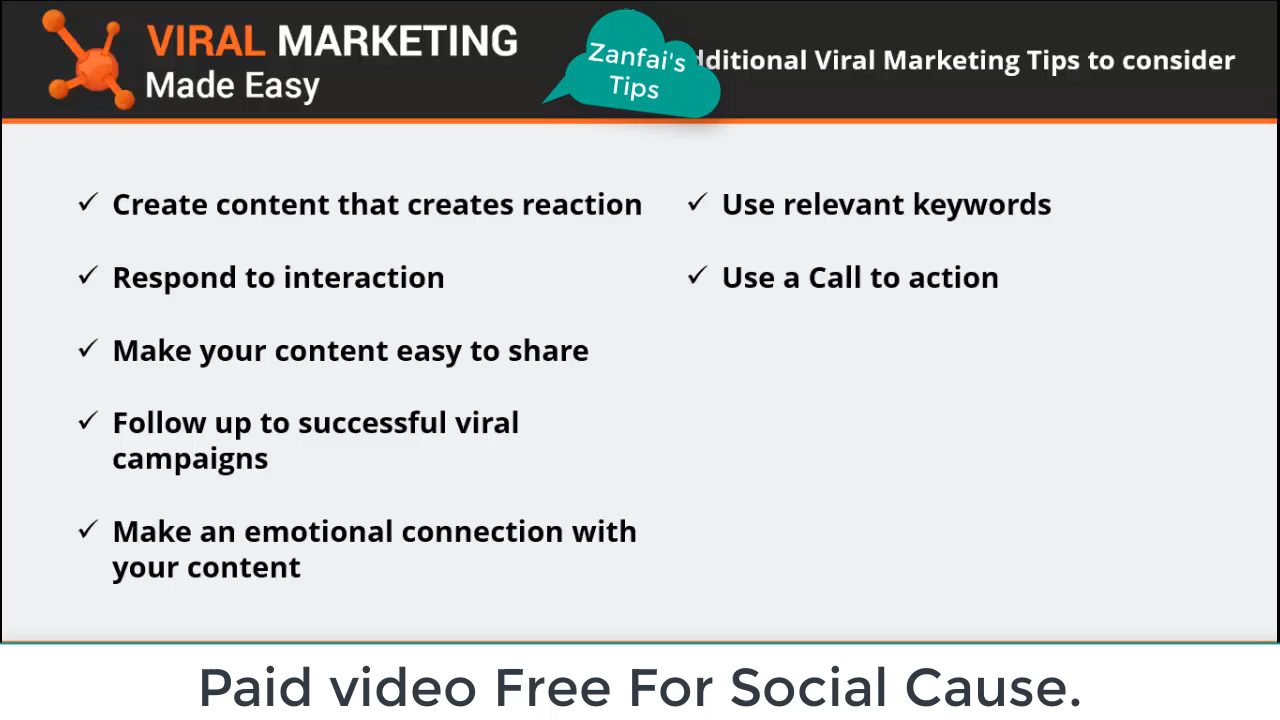 VIRAL MARKETING
Made Easy
Zanfai's
Tips
dditional Viral Marketing Tips to consider
✓ Create content that creates reaction
✓ Respond to interaction
✓ Make your content easy to share
✓ Follow up to successful viral
campaigns
✓ Make an emotional connection with
your content
✓ Use relevant keywords
✓ Use a Call to action
Paid video Free For Social Cause.